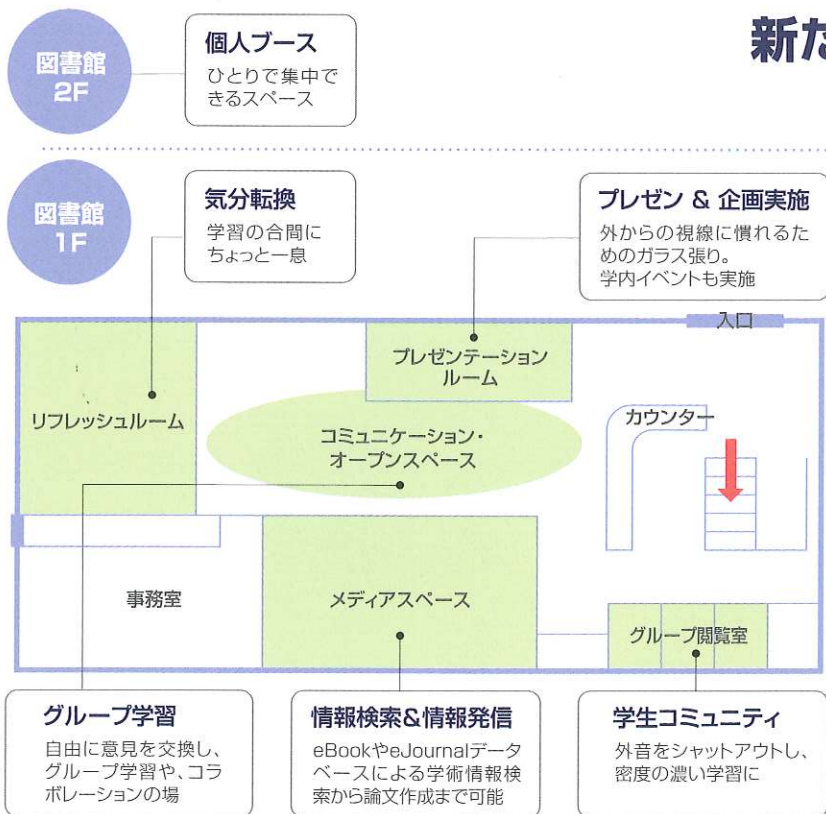 新た
図書館
2F
個人ブース
ひとりで集中で
きるスペース
図書館
1F
気分転換
学習の合間に
ちょっと一息
プレゼン & 企画実施
外からの視線に慣れるた
めのガラス張り。
学内イベントも実施
入口
プレゼンテーション
ルーム
リフレッシュルーム
コミュニケーション・
オープンスペース
カウンター
事務室
メディアスペース
グループ閲覧室
グループ学習
自由に意見を交換し、
グループ学習や、コラ
ボレーションの場
情報検索&情報発信
eBookやeJournalデータ
ベースによる学術情報検
索から論文作成まで可能
学生コミュニティ
外音をシャットアウトし、
密度の濃い学習に